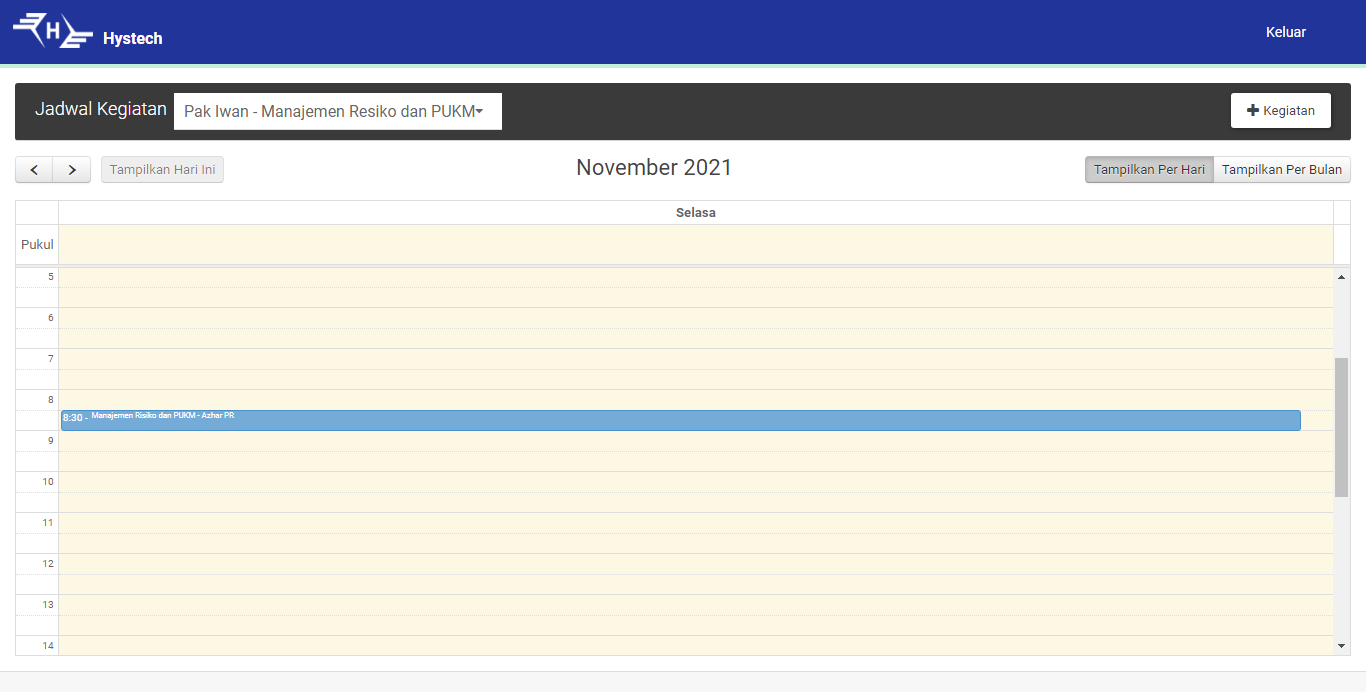 H
Hystech
Keluar
Jadwal Kegiatan
Pak Iwan - Manajemen Resiko dan PUKM
Kegiatan
Tampilkan Hari Ini
November 2021
Tampilkan Per Hari
Tampilkan Per Bulan
Selasa
Pukul
5
6
7
8
8:30 - Manajemen Risiko dan PUKM - Azhar PR
9
10
11
12
13
14